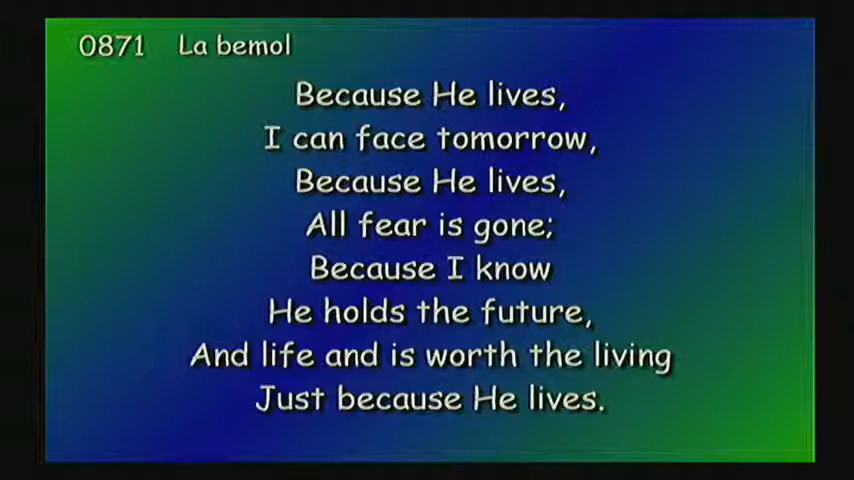 0871 La bemol
Because He lives,
I can face tomorrow,
Because He lives,
All fear is gone;
Because I know
He holds the future,
And life and is worth the living
Just because He lives.